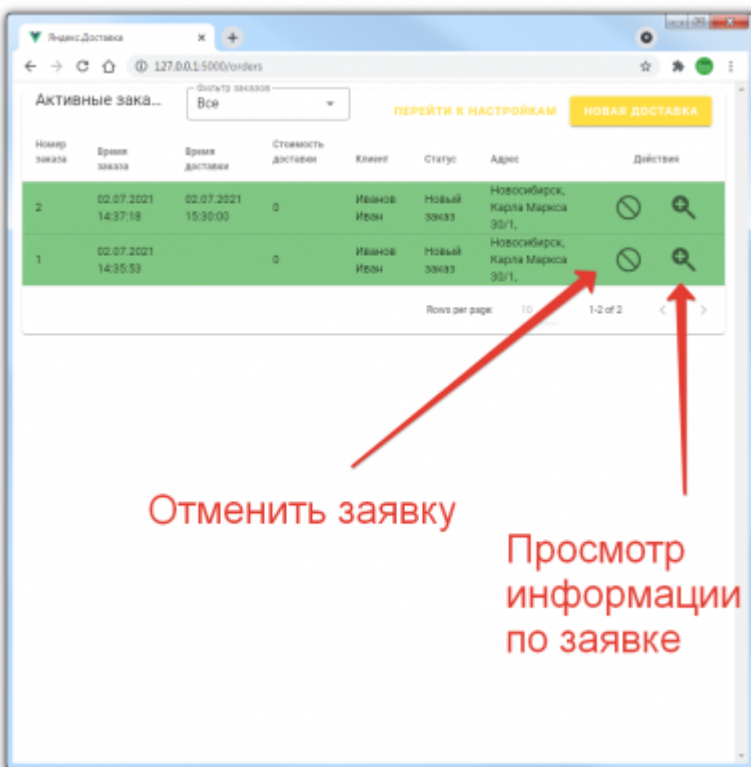 Яндекс.Доставка
127.0.0.1:5000/orders
Активные зака...
Фильтр заказов
Все
ПЕРЕЙТИ К НАСТРОЙКАМ
НОВАЯ ДОСТАВКА
Номер заказа
Время заказа
Время доставки
Стоимость доставки
Клиент
Статус
Адрес
Действия
2
02.07.2021
14:37:18
02.07.2021
15:30:00
0
Иванов
Иван
Новый
заказ
Новосибирск,
Карла Маркса
30/1,
1
02.07.2021
14:35:53
0
Иванов
Иван
Новый
заказ
Новосибирск,
Карла Маркса
30/1,
Rows per page: 10 1-2 of 2
Отменить заявку
Просмотр
информации
по заявке